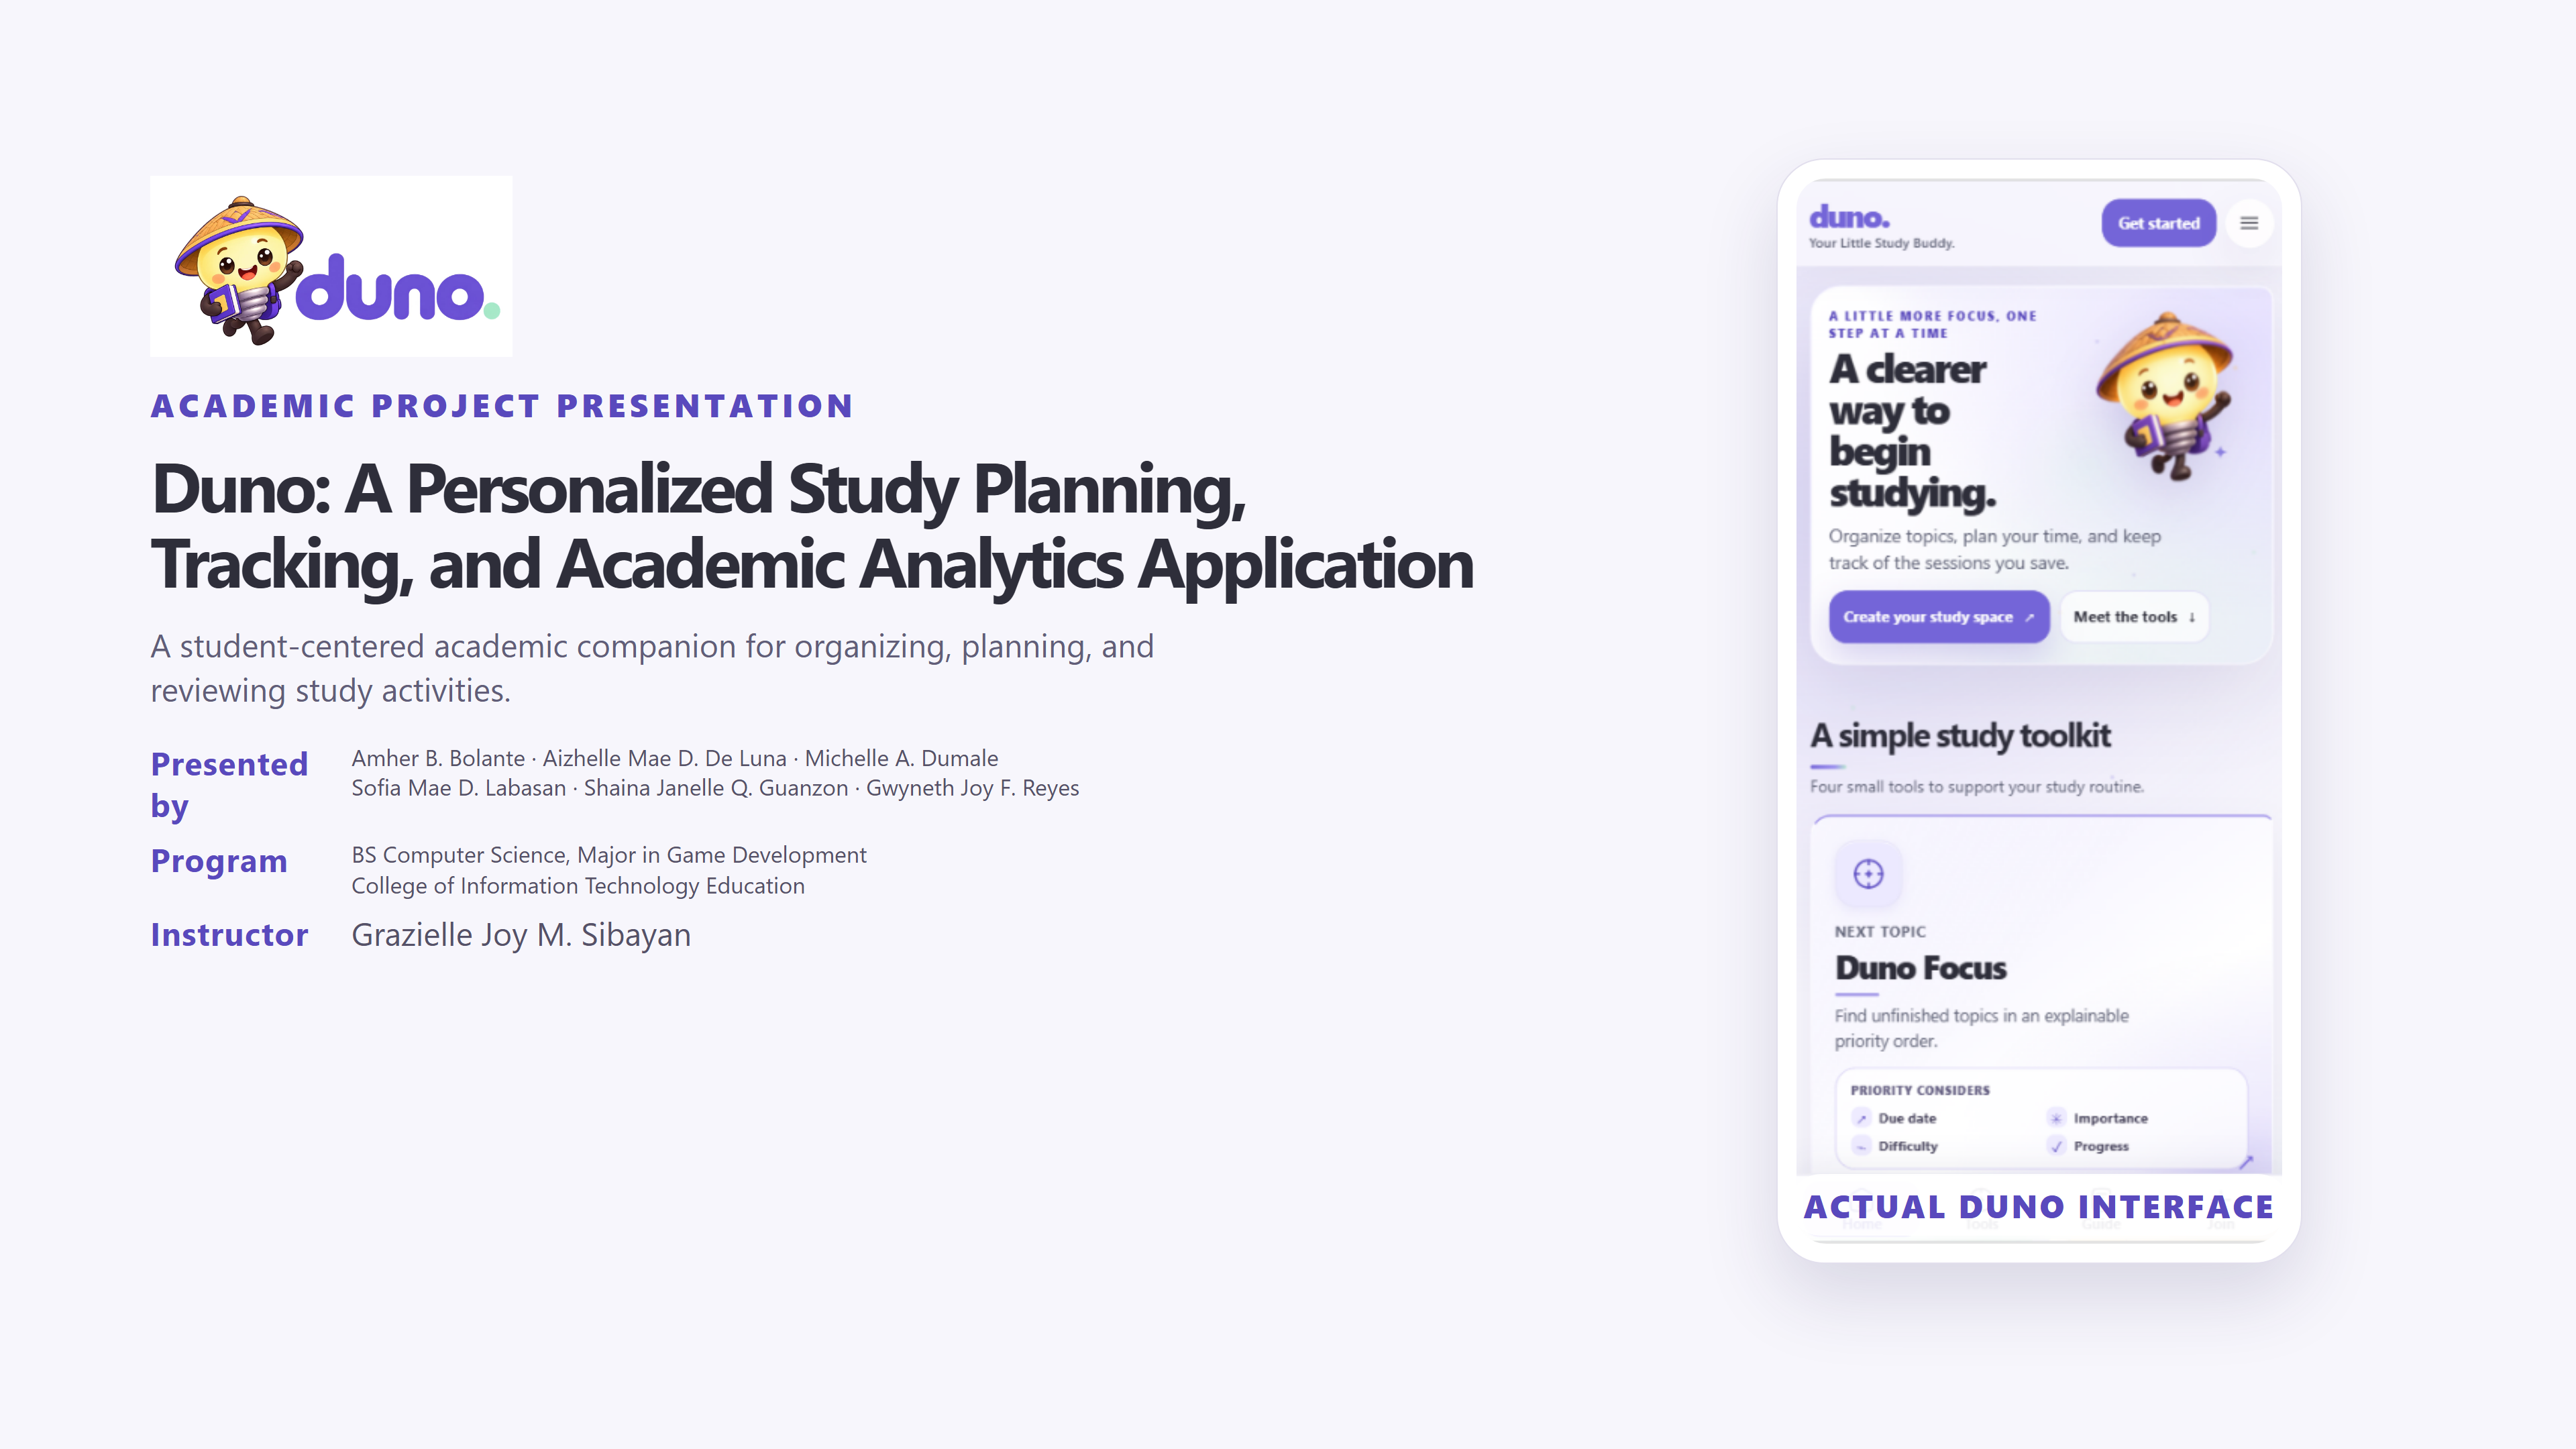 duno.
ACADEMIC PROJECT PRESENTATION
Duno: A Personalized Study Planning,
Tracking, and Academic Analytics Application
A student-centered academic companion for organizing, planning, and
reviewing study activities.
Presented by
Amher B. Bolante · Aizhelle Mae D. De Luna · Michelle A. Dumale
Sofia Mae D. Labasan · Shaina Janelle Q. Guanzon · Gwyneth Joy F. Reyes
Program
BS Computer Science, Major in Game Development
College of Information Technology Education
Instructor
Grazielle Joy M. Sibayan
duno.
Your Little Study Buddy.
Get started
A LITTLE MORE FOCUS, ONE
STEP AT A TIME
A clearer
way to
begin
studying.
Organize topics, plan your time, and keep
track of the sessions you save.
Create your study space ↗
Meet the tools ↓
A simple study toolkit
Four small tools to support your study routine.
NEXT TOPIC
Duno Focus
Find unfinished topics in an explainable
priority order.
PRIORITY CONSIDERS
Due date
Importance
Difficulty
Progress
ACTUAL DUNO INTERFACE
Home
Tools
Guide
Join